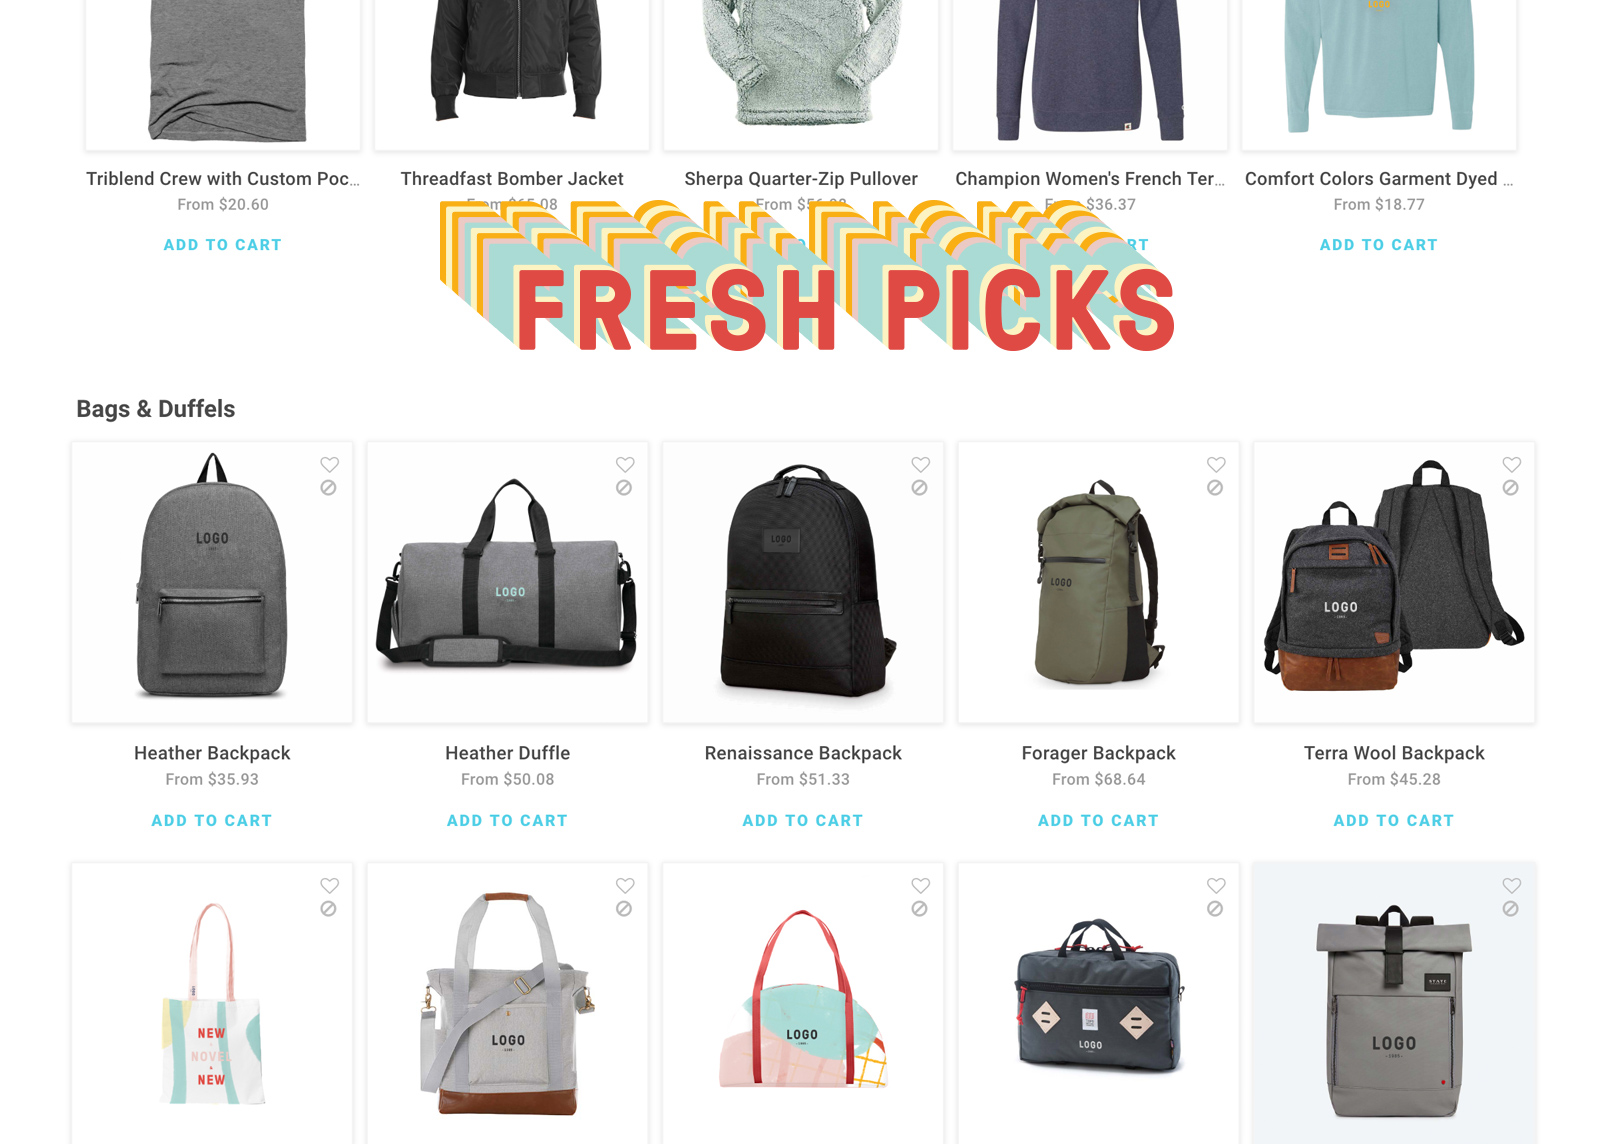 LOGO
Triblend Crew with Custom Poc...
Threadfast Bomber Jacket
Sherpa Quarter-Zip Pullover
Champion Women's French Ter...
Comfort Colors Garment Dyed ...
From $20.60
From
08
From
From
$36.37
From $18.77
ADD TO CART
ADD TO CART
FRESH PICKS
Bags & Duffels
LOGO
LOGO
LOGO
LOGO
LOGO
Heather Backpack
Heather Duffle
Renaissance Backpack
Forager Backpack
Terra Wool Backpack
From $35.93
From $50.08
From $51.33
From $68.64
From $45.28
ADD TO CART
ADD TO CART
ADD TO CART
ADD TO CART
ADD TO CART
NEW
NOVEL
NEW
LOGO
LOGO
LOGO
STATE
LOGO